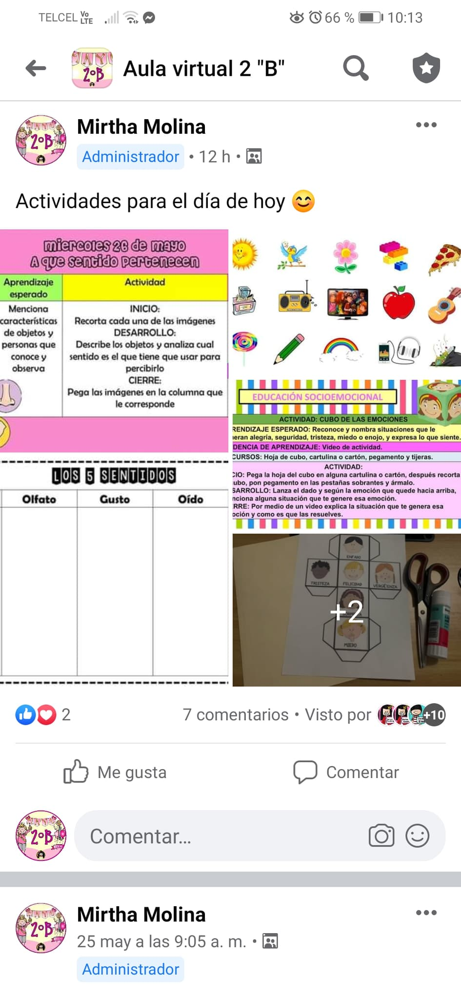 TELCEL Vo LTE 66 % 10:13
MAYO
2°B
Aula virtual 2 "B"
2°B
Mirtha Molina
Administrador • 12 h •
Actividades para el día de hoy 😊
miercoles 26 de mayo
A que sentido pertenecen
Aprendizaje esperado
Actividad
Menciona
características
de objetos y
personas que
conoce y
observa
INICIO:
Recorta cada una de las imágenes
DESARROLLO:
Describe los objetos y analiza cual
sentido es el que tiene que usar para
percibirlo
CIERRE:
Pega las imágenes en la columna que
le corresponde
LOS 5 SENTIDOS
Olfato Gusto Oído
EDUCACIÓN SOCIOEMOCIONAL
ACTIVIDAD: CUBO DE LAS EMOCIONES
RENDIZAJE ESPERADO: Reconoce y nombra situaciones que le
neran alegría, seguridad, tristeza, miedo o enojo, y expresa lo que siente.
DENCIA DE APRENDIZAJE: Video de actividad.
CURSOS: Hoja de cubo, cartulina o cartón, pegamento y tijeras.
ACTIVIDAD:
CIO: Pega la hoja del cubo en alguna cartulina o cartón, después recorta
ubo, pon pegamento en las pestañas sobrantes y ármalo.
SARROLLO: Lanza el dado y según la emoción que quede hacia arriba,
nciona alguna situación que te genere esa emoción.
RRE: Por medio de un video explica la situación que te genera esa
oción y como es que las resuelves.
ENFADO
TRISTEZA FELICIDAD VERGÜENZA
+2
MIEDO
2 7 comentarios • Visto por +10
Me gusta Comentar
2°B
Comentar...
2°B
Mirtha Molina
25 may a las 9:05 a. m. •
Administrador